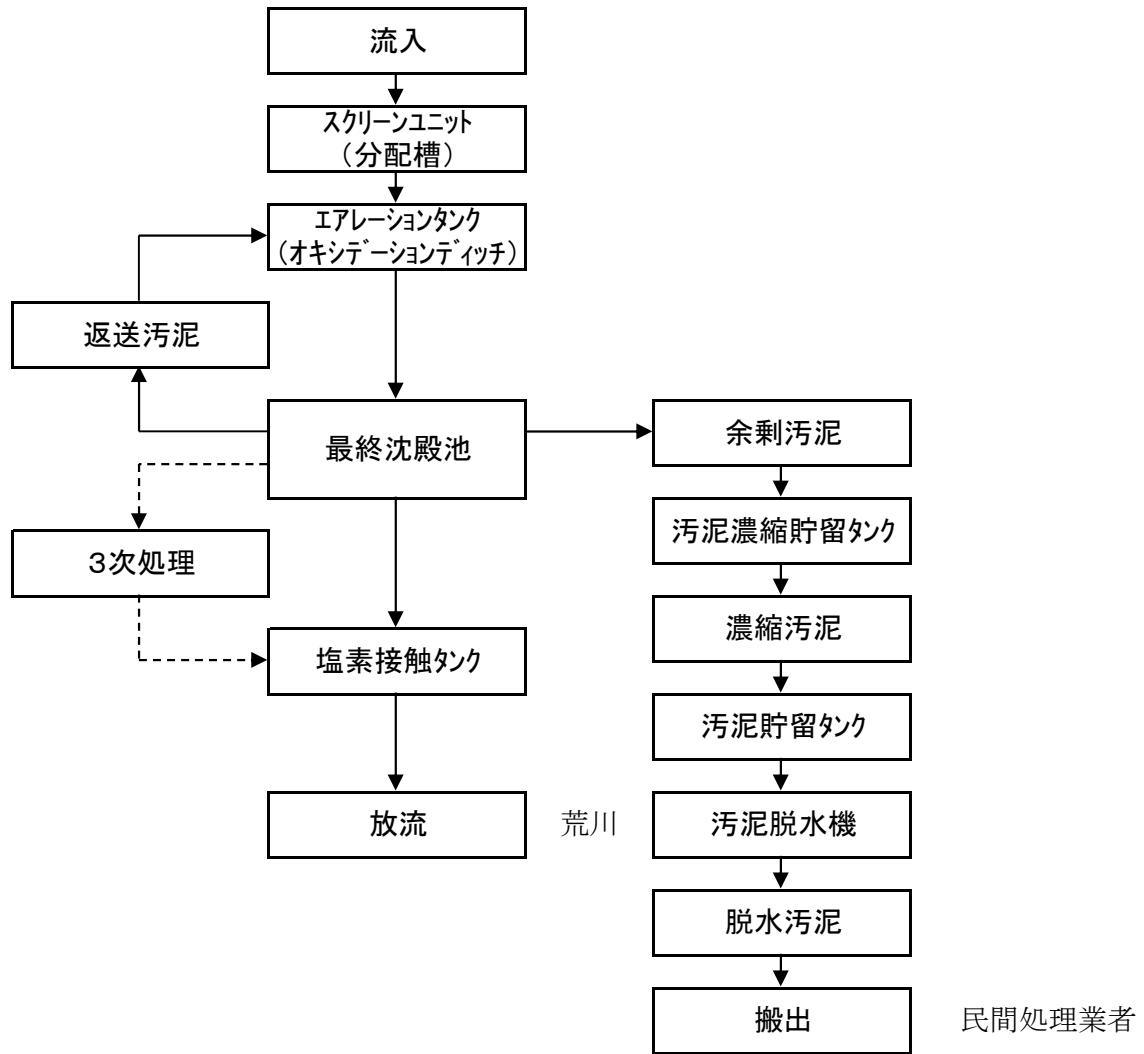 流入
ｽｸﾘｰﾝﾕﾆｯﾄ
（分配槽）
ｴｱﾚｰｼｮﾝﾀﾝｸ
(ｵｷｼﾃﾞｰｼｮﾝﾃﾞｨｯﾁ)
返送汚泥
最終沈殿池
余剰汚泥
汚泥濃縮貯留ﾀﾝｸ
３次処理
濃縮汚泥
塩素接触ﾀﾝｸ
汚泥貯留ﾀﾝｸ
放流
荒川
汚泥脱水機
脱水汚泥
搬出
民間処理業者